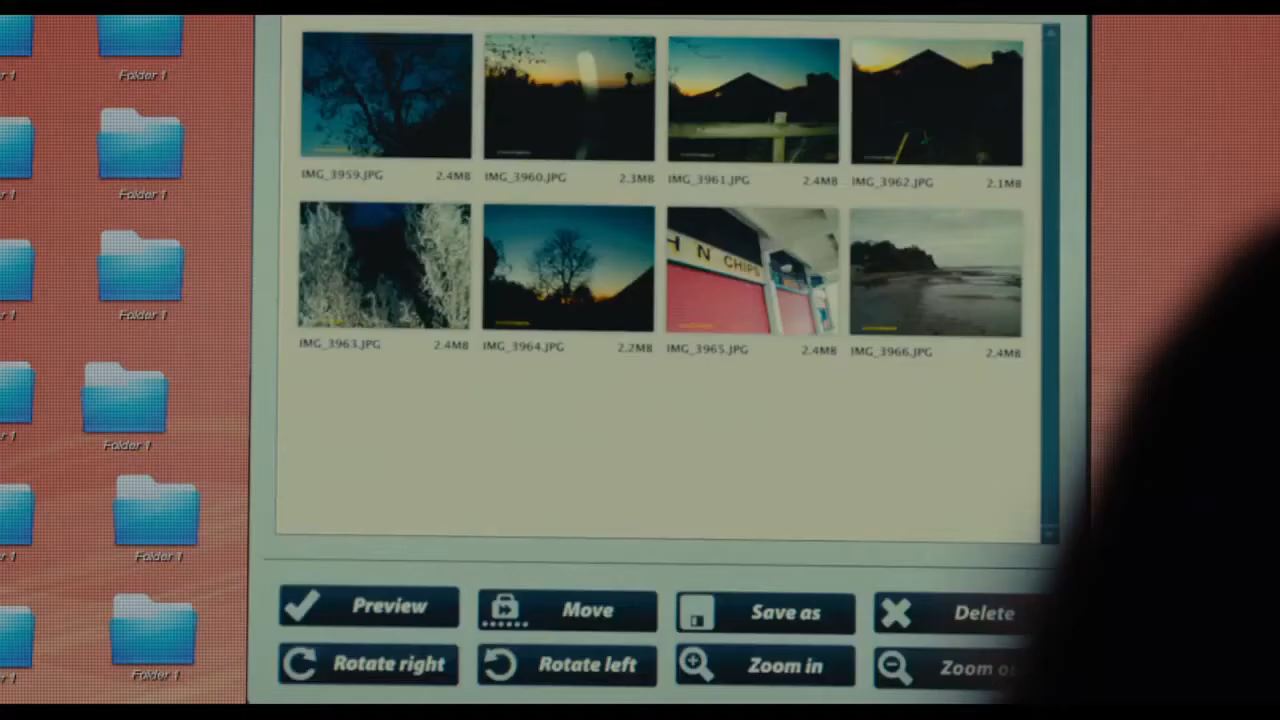 Folder 1
Folder 1
Folder 1
Folder 1
Folder 1
Folder 1
IMG_3959.JPG 2.4MB IMG_3960.JPG 2.3MB IMG_3961.JPG 2.4MB IMG_3962.JPG 2.1MB
H N CHIPS
IMG_3963.JPG 2.4MB IMG_3964.JPG 2.2MB IMG_3965.JPG 2.4MB IMG_3966.JPG 2.4MB
Preview Move Save as Delete
Rotate right Rotate left Zoom in Zoom o